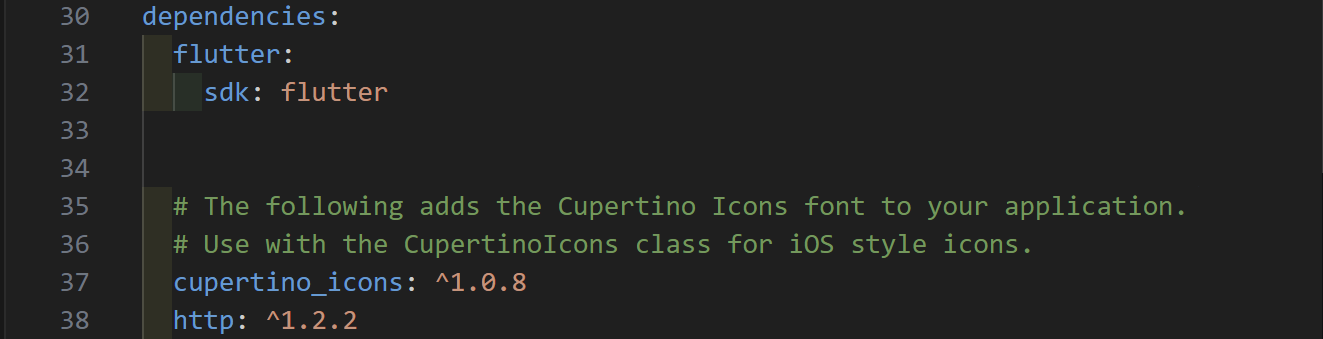 30 dependencies:
31   flutter:
32     sdk: flutter
33
34
35   # The following adds the Cupertino Icons font to your application.
36   # Use with the CupertinoIcons class for iOS style icons.
37   cupertino_icons: ^1.0.8
38   http: ^1.2.2